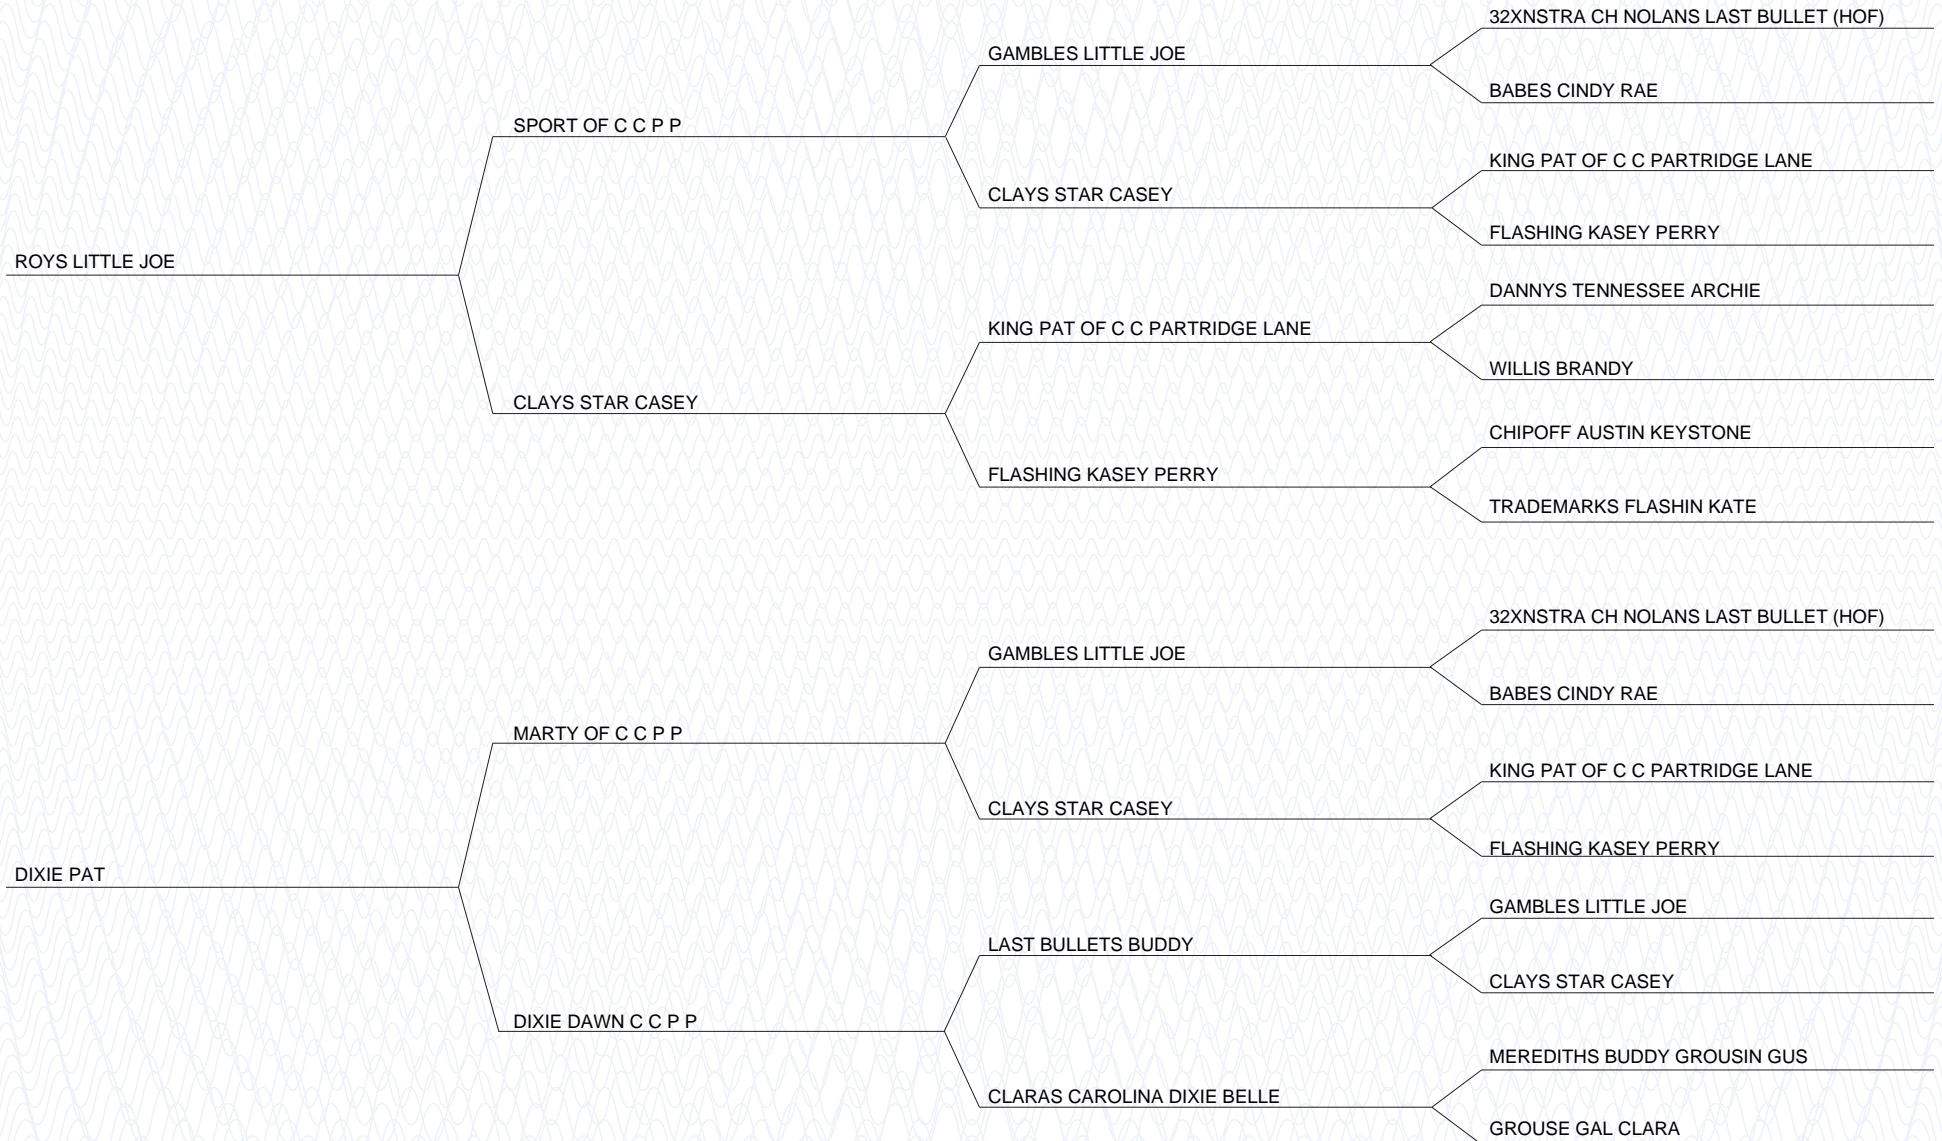 32XNSTRA CH NOLANS LAST BULLET (HOF)
GAMBLES LITTLE JOE
BABES CINDY RAE
SPORT OF C C P P
KING PAT OF C C PARTRIDGE LANE
CLAYS STAR CASEY
FLASHING KASEY PERRY
ROYS LITTLE JOE
DANNYS TENNESSEE ARCHIE
KING PAT OF C C PARTRIDGE LANE
WILLIS BRANDY
CLAYS STAR CASEY
CHIPOFF AUSTIN KEYSTONE
FLASHING KASEY PERRY
TRADEMARKS FLASHIN KATE
32XNSTRA CH NOLANS LAST BULLET (HOF)
GAMBLES LITTLE JOE
BABES CINDY RAE
MARTY OF C C P P
KING PAT OF C C PARTRIDGE LANE
CLAYS STAR CASEY
FLASHING KASEY PERRY
DIXIE PAT
GAMBLES LITTLE JOE
LAST BULLETS BUDDY
CLAYS STAR CASEY
DIXIE DAWN C C P P
MEREDITHS BUDDY GROUSIN GUS
CLARAS CAROLINA DIXIE BELLE
GROUSE GAL CLARA